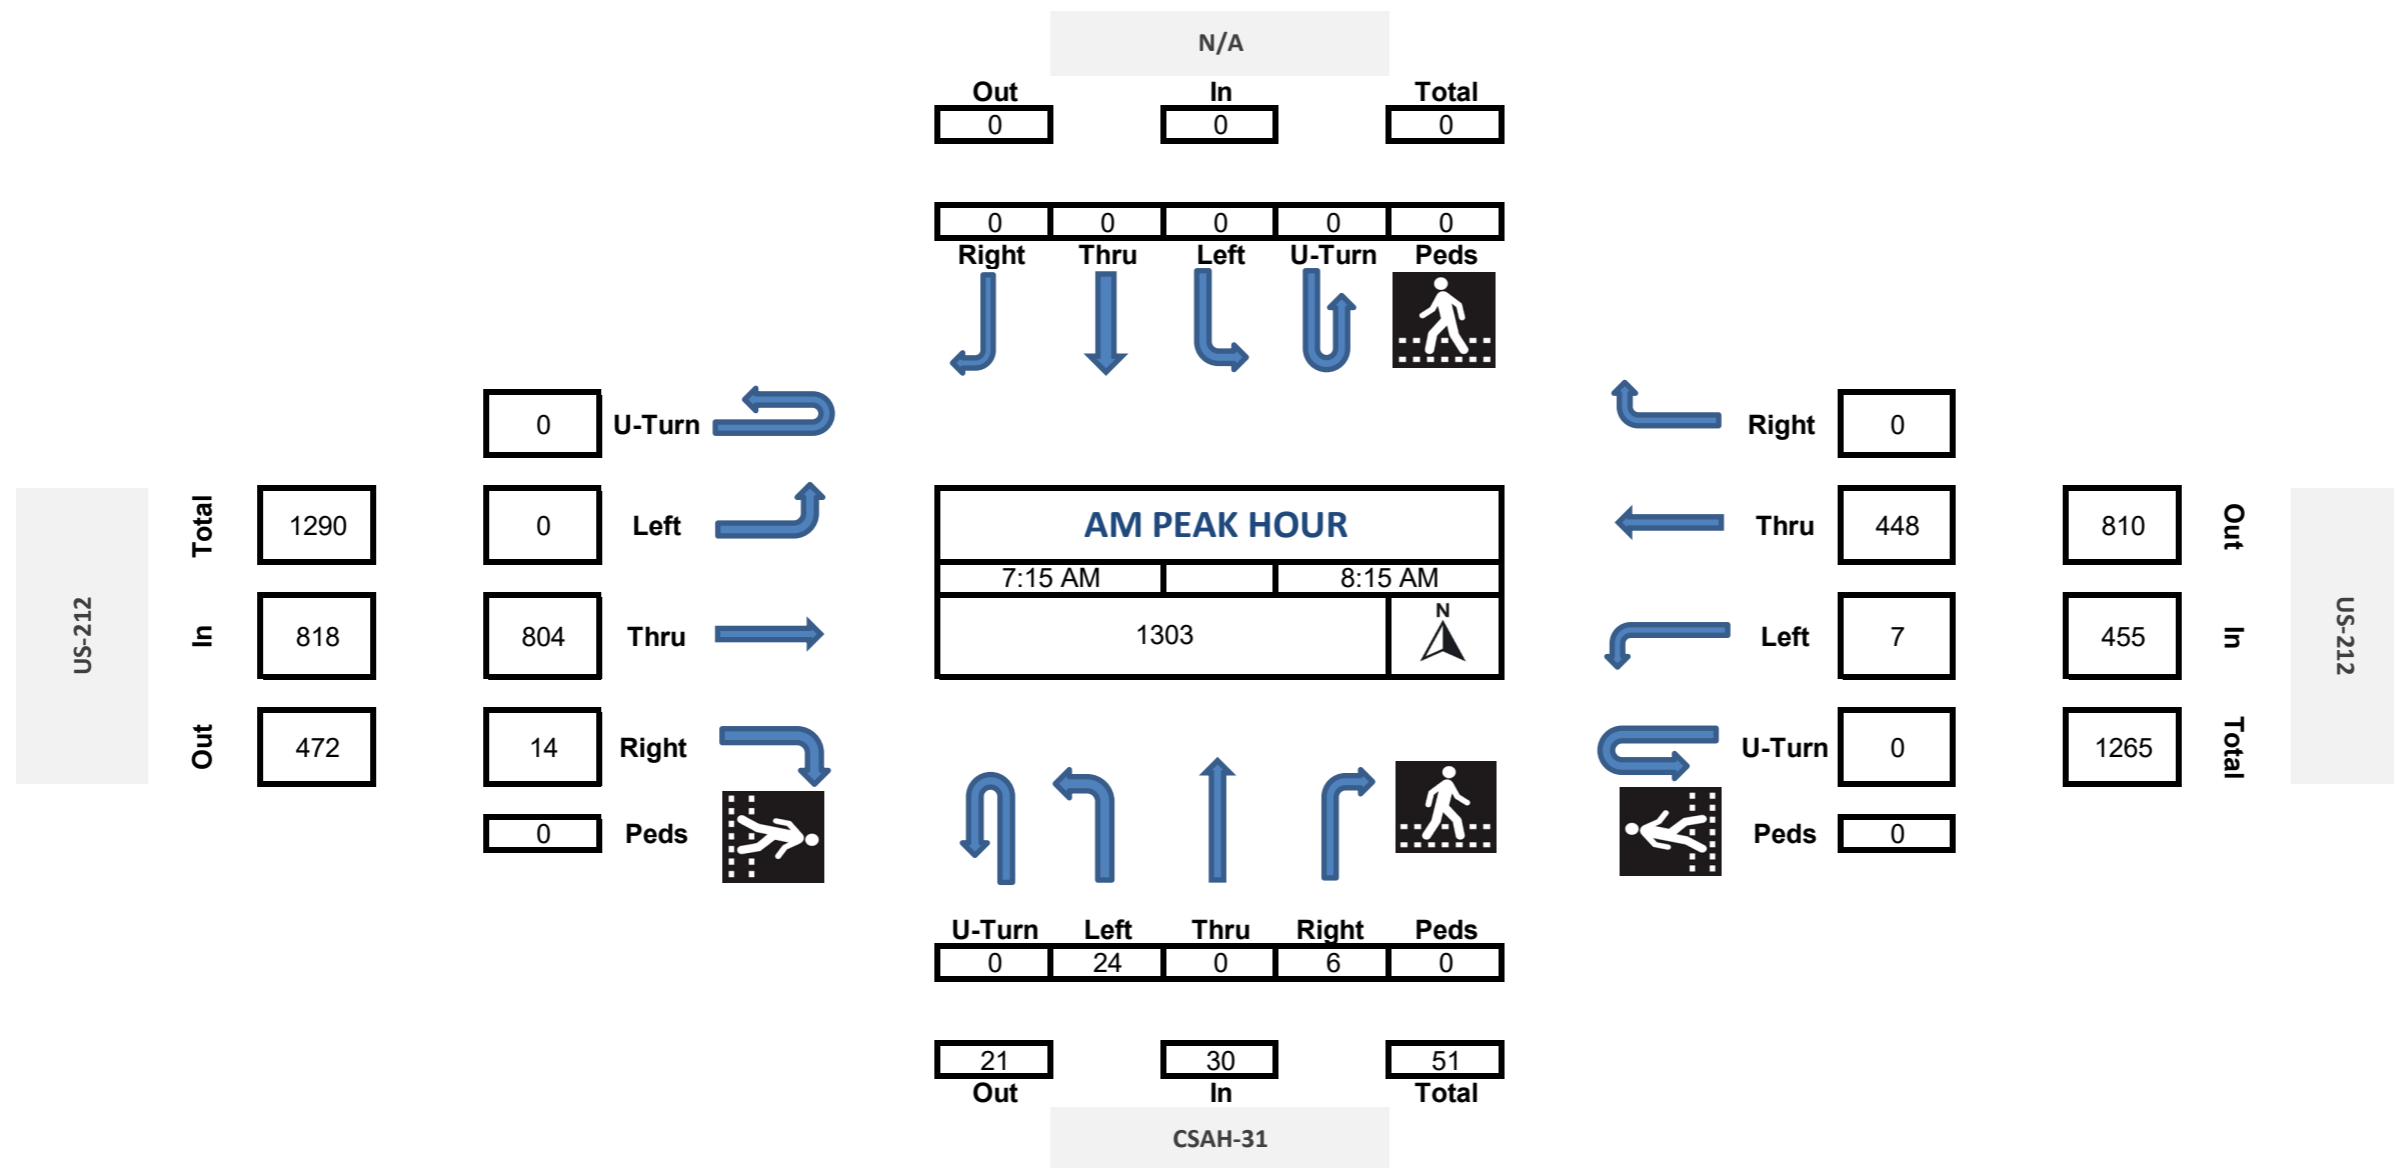 N/A
Out In Total
0 0 0
0 0 0 0 0
Right Thru Left U-Turn Peds
0 U-Turn
Right 0
Total 1290 0 Left
AM PEAK HOUR
Thru 448 810 Out
7:15 AM 8:15 AM
US-212
In 818 804 Thru
1303
N
Left 7 455 In
US-212
Out 472 14 Right
U-Turn 0 1265 Total
0 Peds
Peds 0
U-Turn Left Thru Right Peds
0 24 0 6 0
21 30 51
Out In Total
CSAH-31